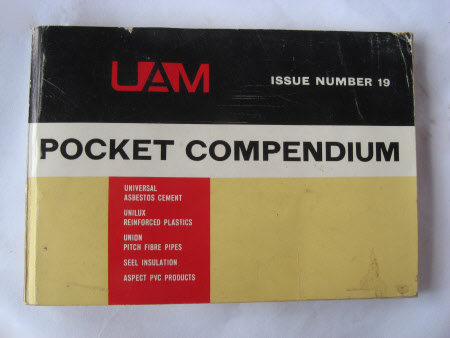 UAM
ISSUE NUMBER 19
POCKET COMPENDIUM
UNIVERSAL
ASBESTOS CEMENT
UNILUX
REINFORCED PLASTICS
UNION
PITCH FIBRE PIPES
SEEL INSULATION
ASPECT PVC PRODUCTS